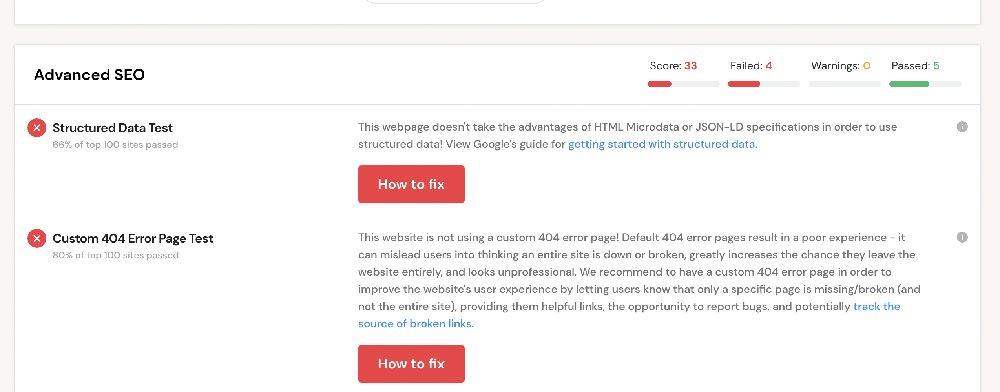 Advanced SEO
Score: 33
Failed: 4
Warnings: 0
Passed: 5
Structured Data Test
66% of top 100 sites passed
This webpage doesn't take the advantages of HTML Microdata or JSON-LD specifications in order to use
structured data! View Google's guide for getting started with structured data.
How to fix
Custom 404 Error Page Test
80% of top 100 sites passed
This website is not using a custom 404 error page! Default 404 error pages result in a poor experience - it
can mislead users into thinking an entire site is down or broken, greatly increases the chance they leave the
website entirely, and looks unprofessional. We recommend to have a custom 404 error page in order to
improve the website's user experience by letting users know that only a specific page is missing/broken (and
not the entire site), providing them helpful links, the opportunity to report bugs, and potentially track the
source of broken links.
How to fix